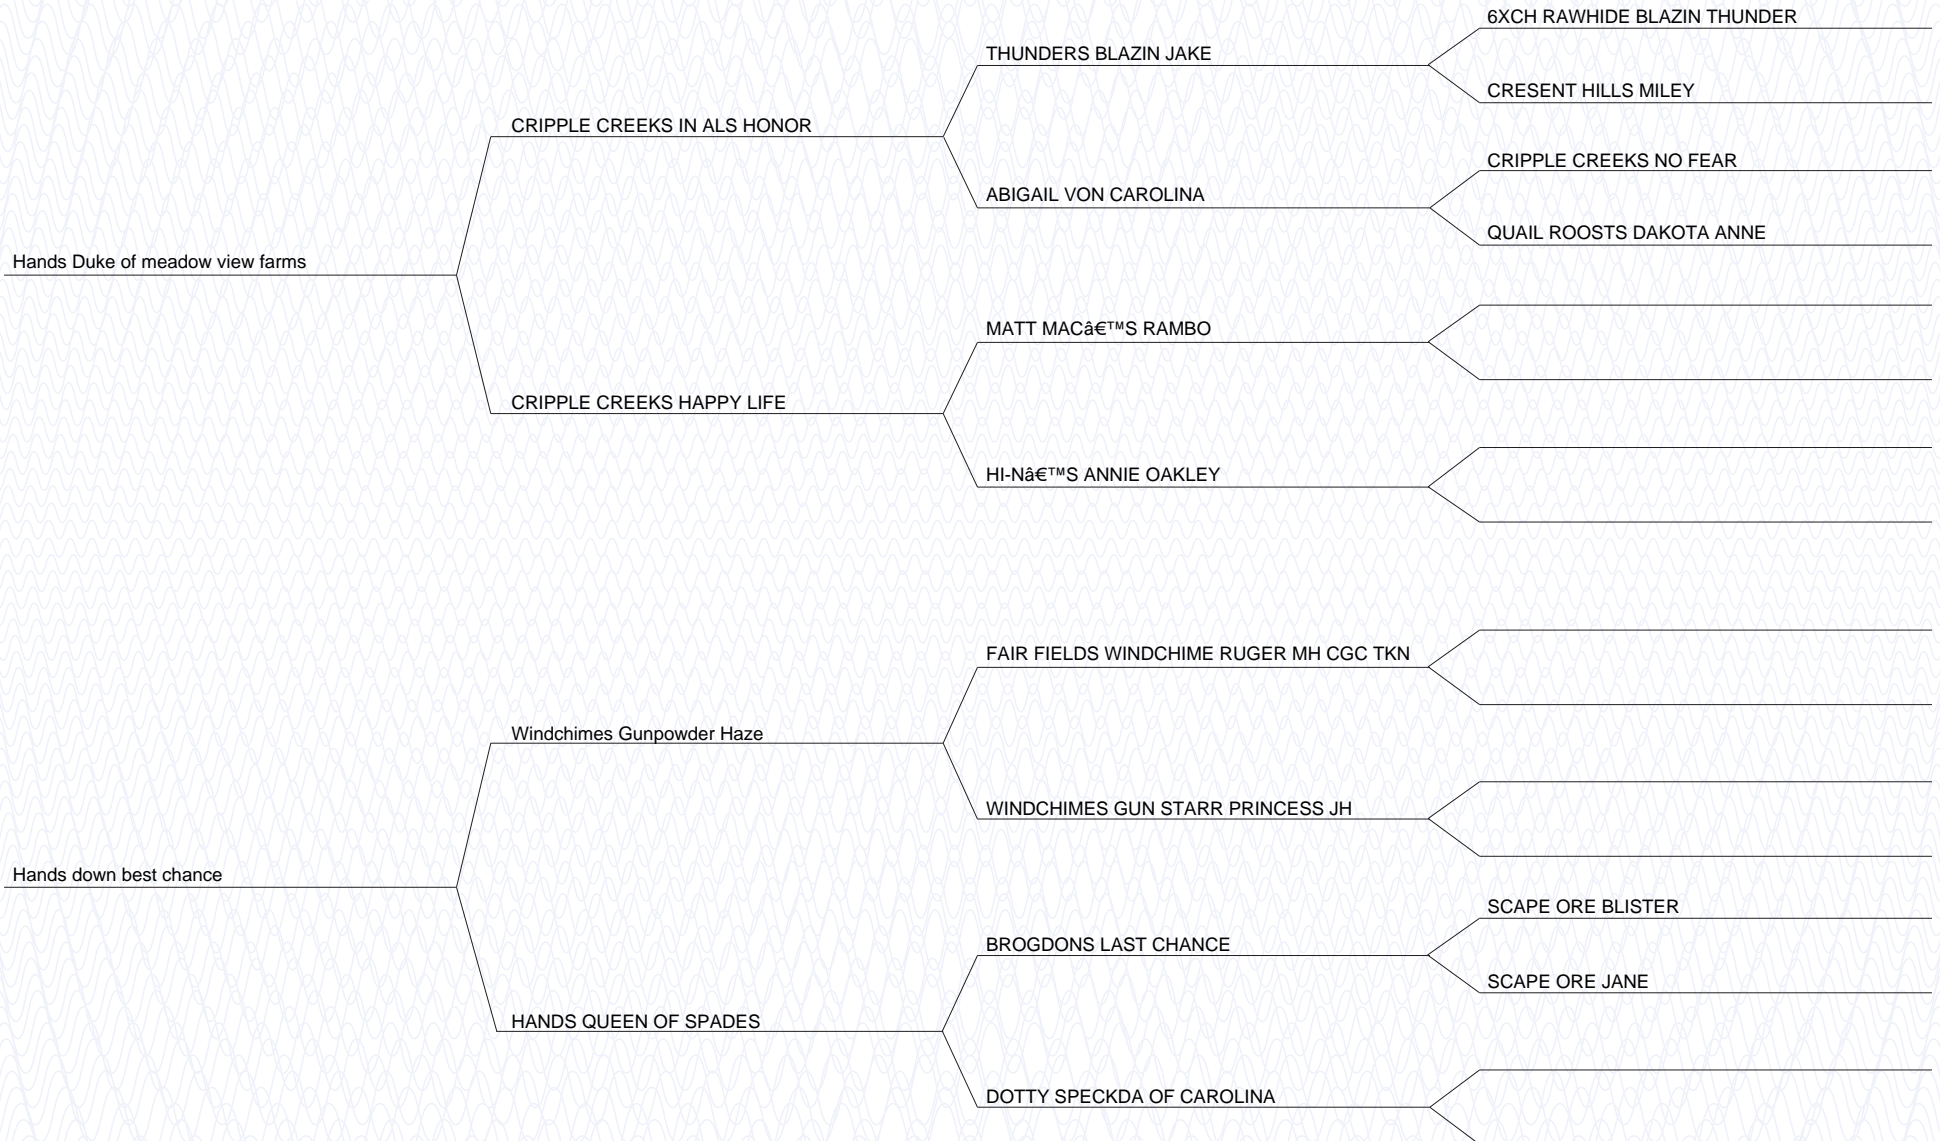 6XCH RAWHIDE BLAZIN THUNDER
THUNDERS BLAZIN JAKE
CRESENT HILLS MILEY
CRIPPLE CREEKS IN ALS HONOR
CRIPPLE CREEKS NO FEAR
ABIGAIL VON CAROLINA
QUAIL ROOSTS DAKOTA ANNE
Hands Duke of meadow view farms
MATT MACâ€™S RAMBO
CRIPPLE CREEKS HAPPY LIFE
HI-Nâ€™S ANNIE OAKLEY
FAIR FIELDS WINDCHIME RUGER MH CGC TKN
Windchimes Gunpowder Haze
WINDCHIMES GUN STARR PRINCESS JH
Hands down best chance
SCAPE ORE BLISTER
BROGDONS LAST CHANCE
SCAPE ORE JANE
HANDS QUEEN OF SPADES
DOTTY SPECKDA OF CAROLINA